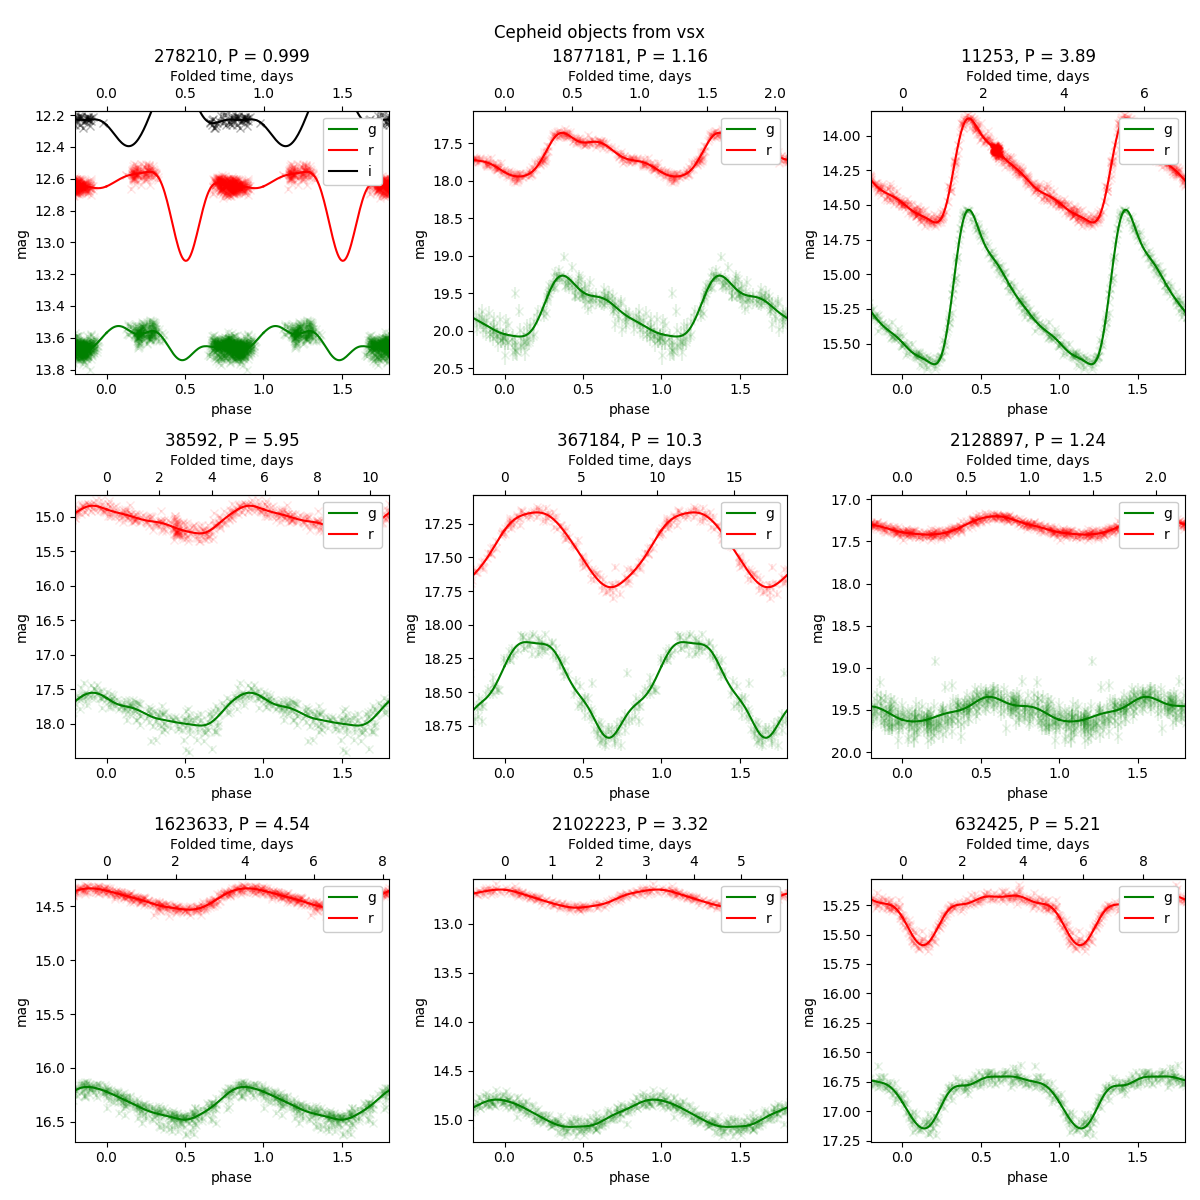 Cepheid objects from vsx
278210, P = 0.999
Folded time, days
0.0 0.5 1.0 1.5
12.2
12.4
12.6
12.8
13.0
13.2
13.4
13.6
13.8
mag
g
r
i
0.0 0.5 1.0 1.5
phase
1877181, P = 1.16
Folded time, days
0.0 0.5 1.0 1.5 2.0
17.5
18.0
18.5
19.0
19.5
20.0
20.5
mag
g
r
0.0 0.5 1.0 1.5
phase
11253, P = 3.89
Folded time, days
0 2 4 6
14.00
14.25
14.50
14.75
15.00
15.25
15.50
mag
g
r
0.0 0.5 1.0 1.5
phase
38592, P = 5.95
Folded time, days
0 2 4 6 8 10
15.0
15.5
16.0
16.5
17.0
17.5
18.0
mag
g
r
0.0 0.5 1.0 1.5
phase
367184, P = 10.3
Folded time, days
0 5 10 15
17.25
17.50
17.75
18.00
18.25
18.50
18.75
mag
g
r
0.0 0.5 1.0 1.5
phase
2128897, P = 1.24
Folded time, days
0.0 0.5 1.0 1.5 2.0
17.0
17.5
18.0
18.5
19.0
19.5
20.0
mag
g
r
0.0 0.5 1.0 1.5
phase
1623633, P = 4.54
Folded time, days
0 2 4 6 8
14.5
15.0
15.5
16.0
16.5
mag
g
r
0.0 0.5 1.0 1.5
phase
2102223, P = 3.32
Folded time, days
0 1 2 3 4 5
13.0
13.5
14.0
14.5
15.0
mag
g
r
0.0 0.5 1.0 1.5
phase
632425, P = 5.21
Folded time, days
0 2 4 6 8
15.25
15.50
15.75
16.00
16.25
16.50
16.75
17.00
17.25
mag
g
r
0.0 0.5 1.0 1.5
phase